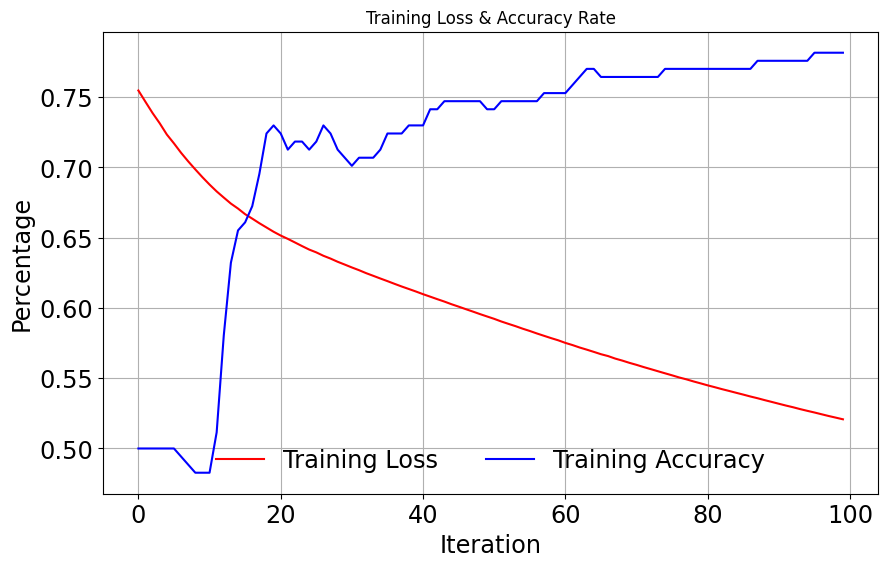 Training Loss & Accuracy Rate
Percentage
0.75
0.70
0.65
0.60
0.55
0.50
Training Loss
Training Accuracy
0 20 40 60 80 100
Iteration